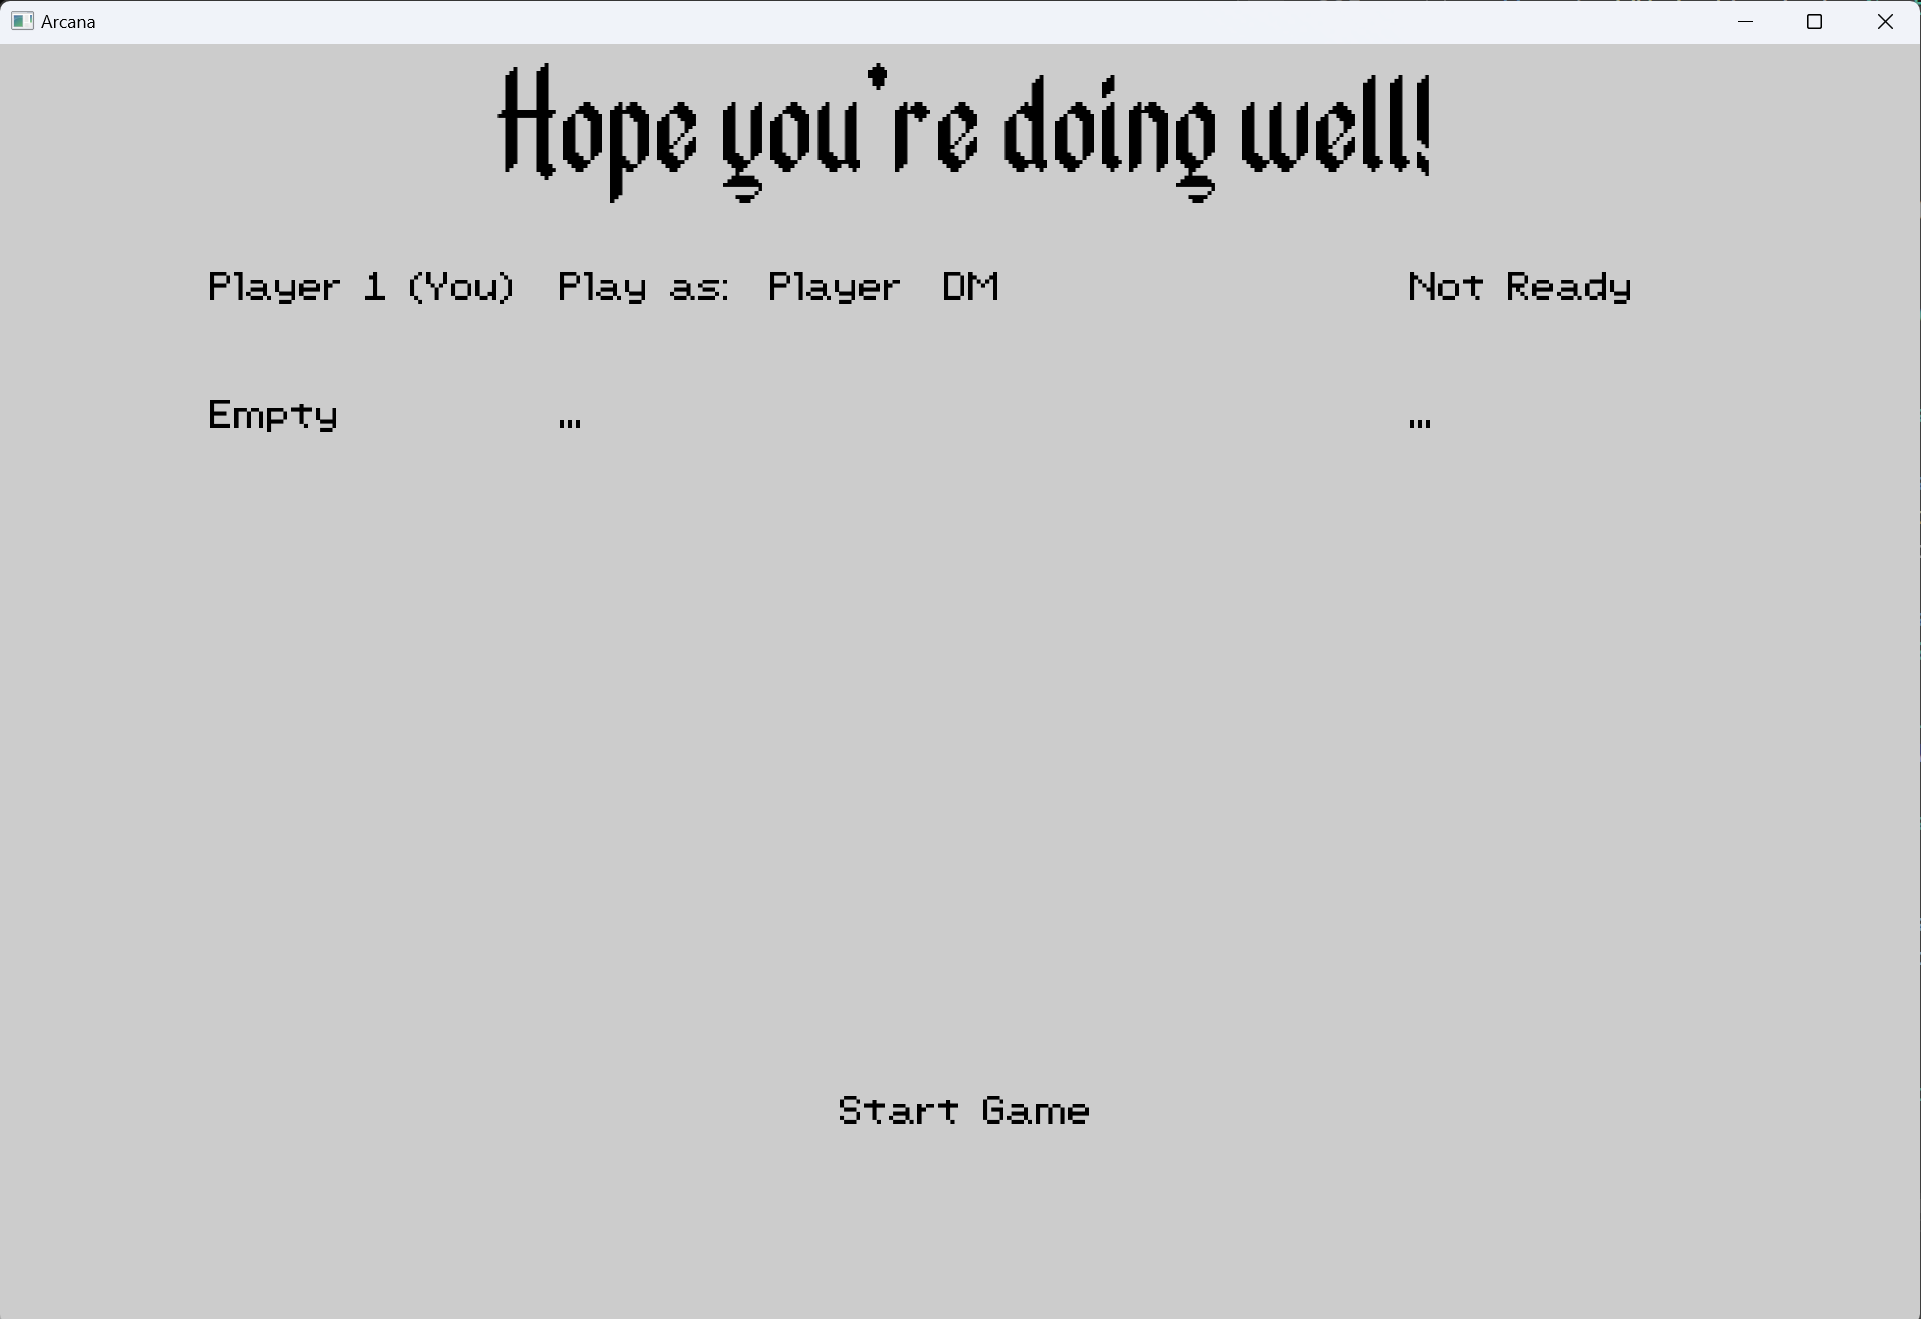 Arcana
Hope you're doing well!
Player 1 (You) Play as: Player DM Not Ready
Empty ... ...
Start Game